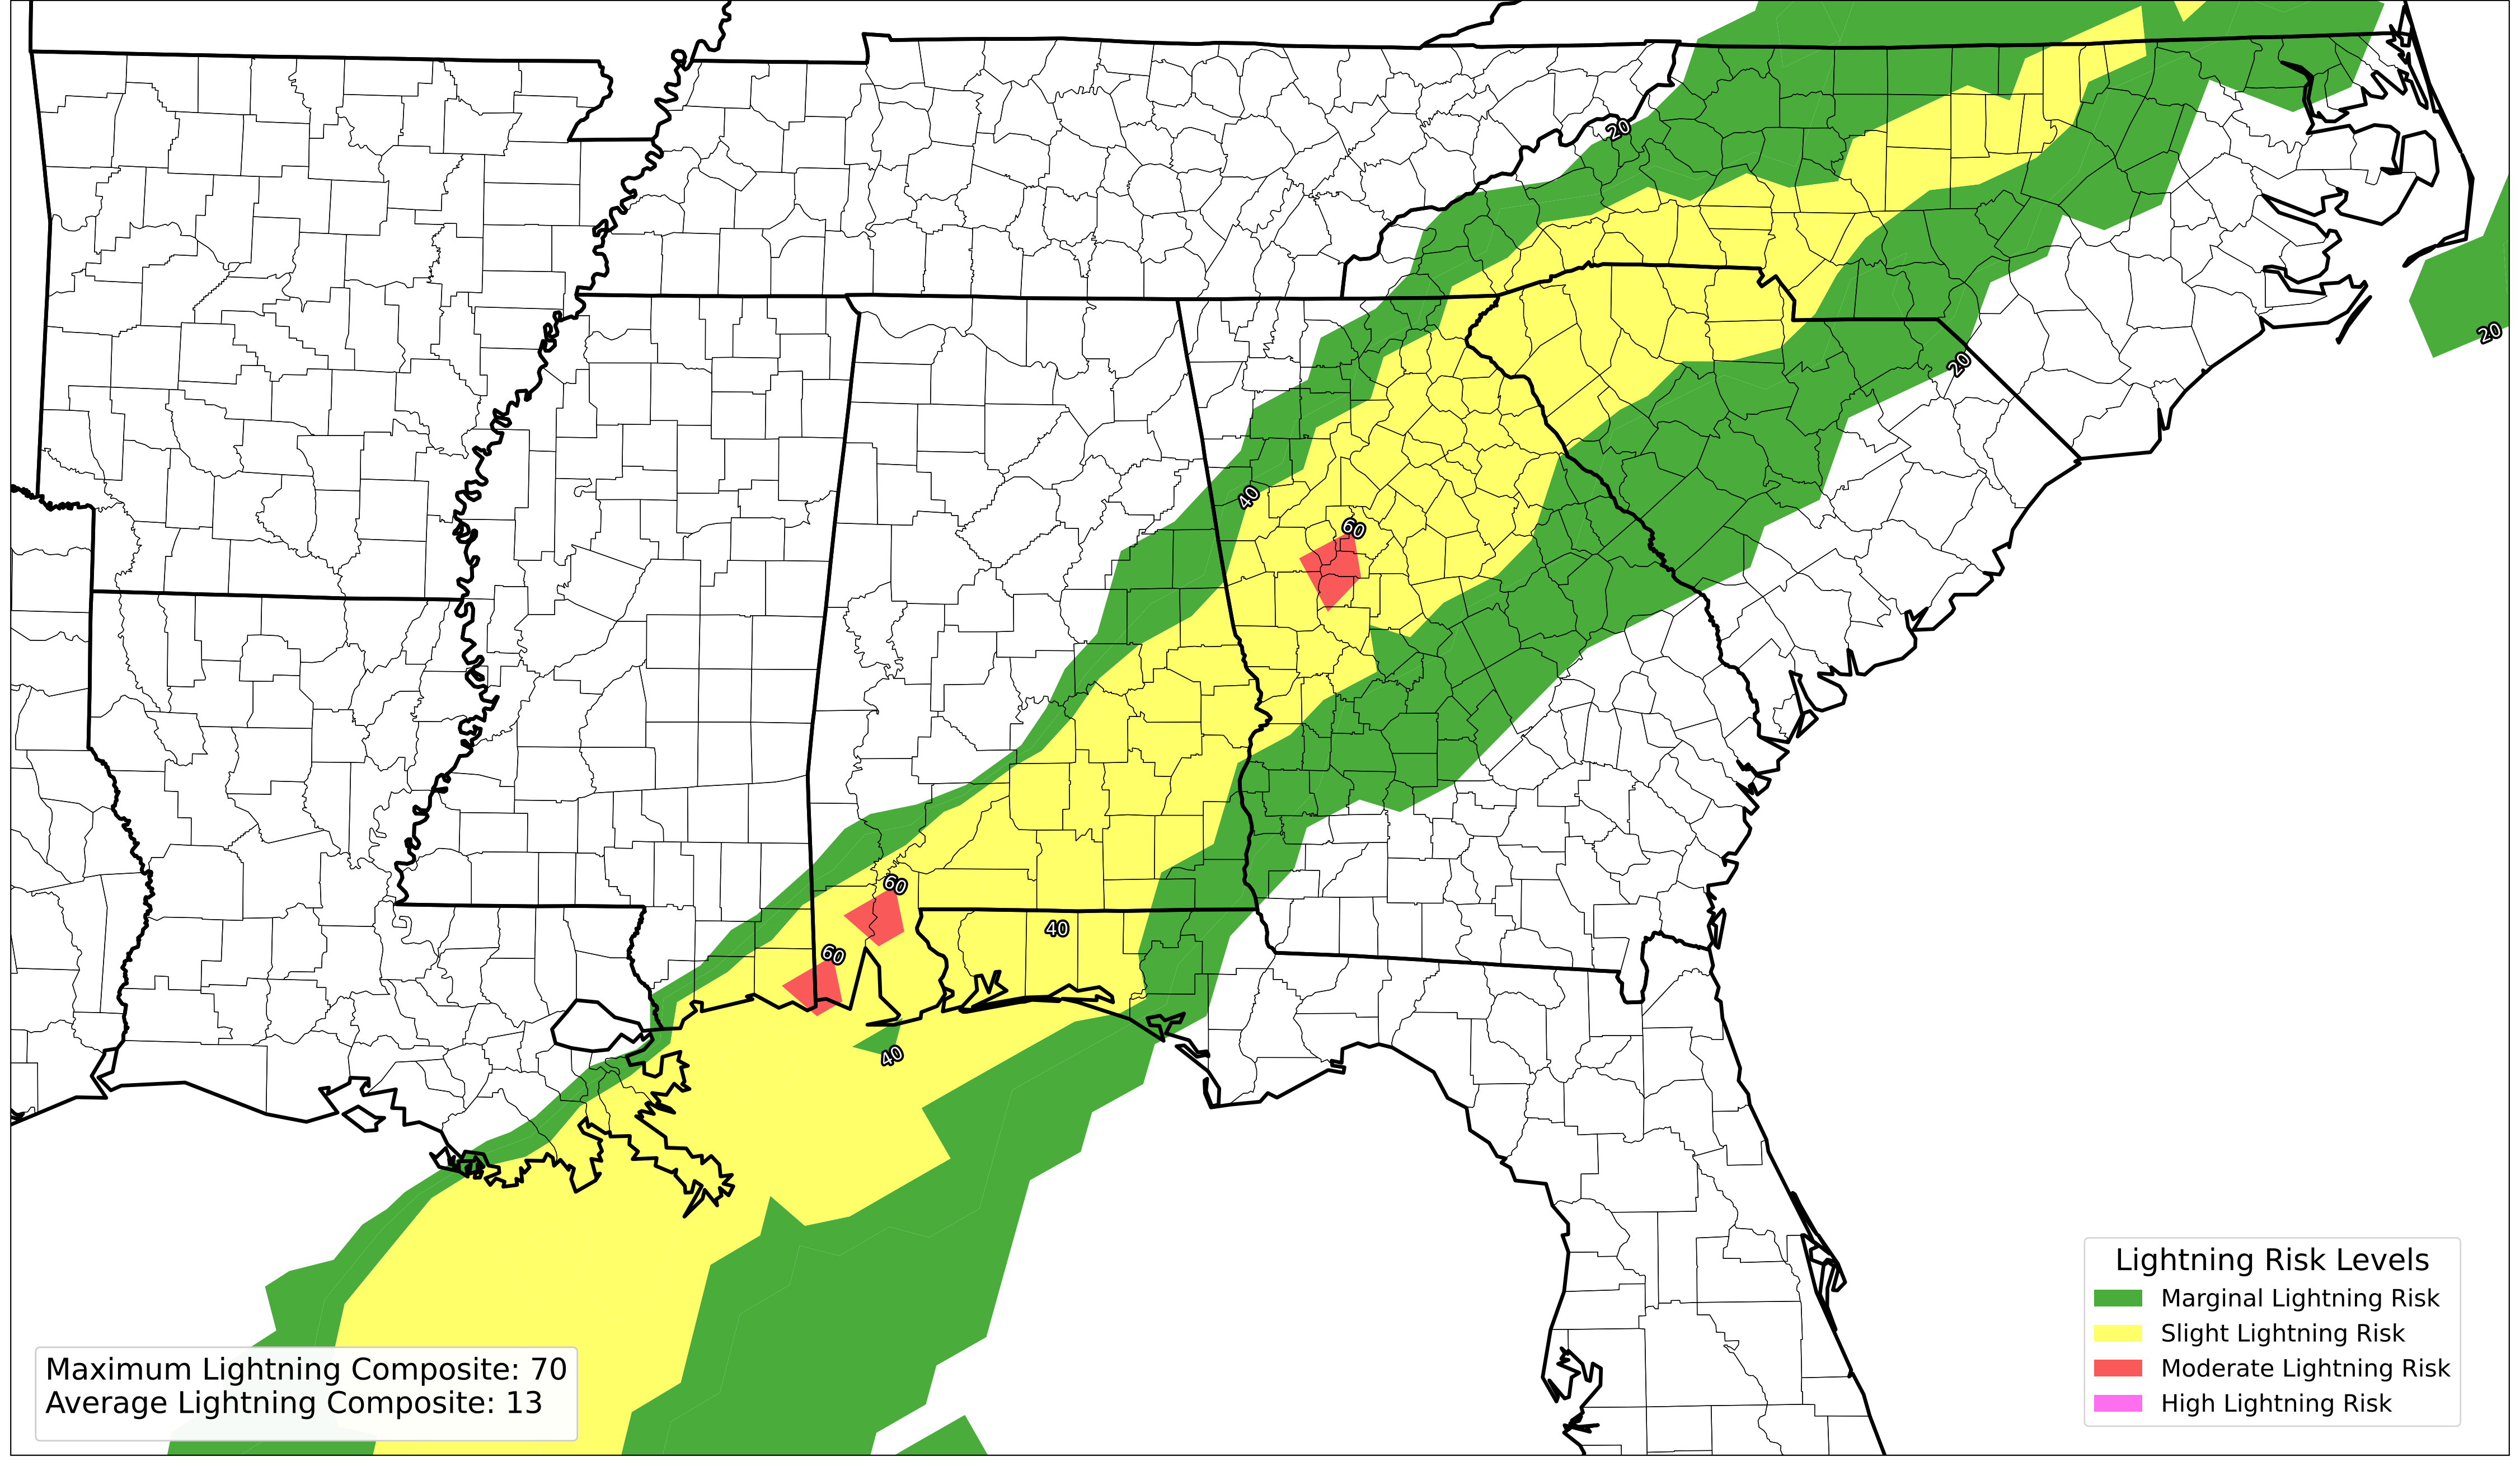 20
20
20
40
60
60
40
60
40
Lightning Risk Levels
Marginal Lightning Risk
Slight Lightning Risk
Moderate Lightning Risk
High Lightning Risk
Maximum Lightning Composite: 70
Average Lightning Composite: 13